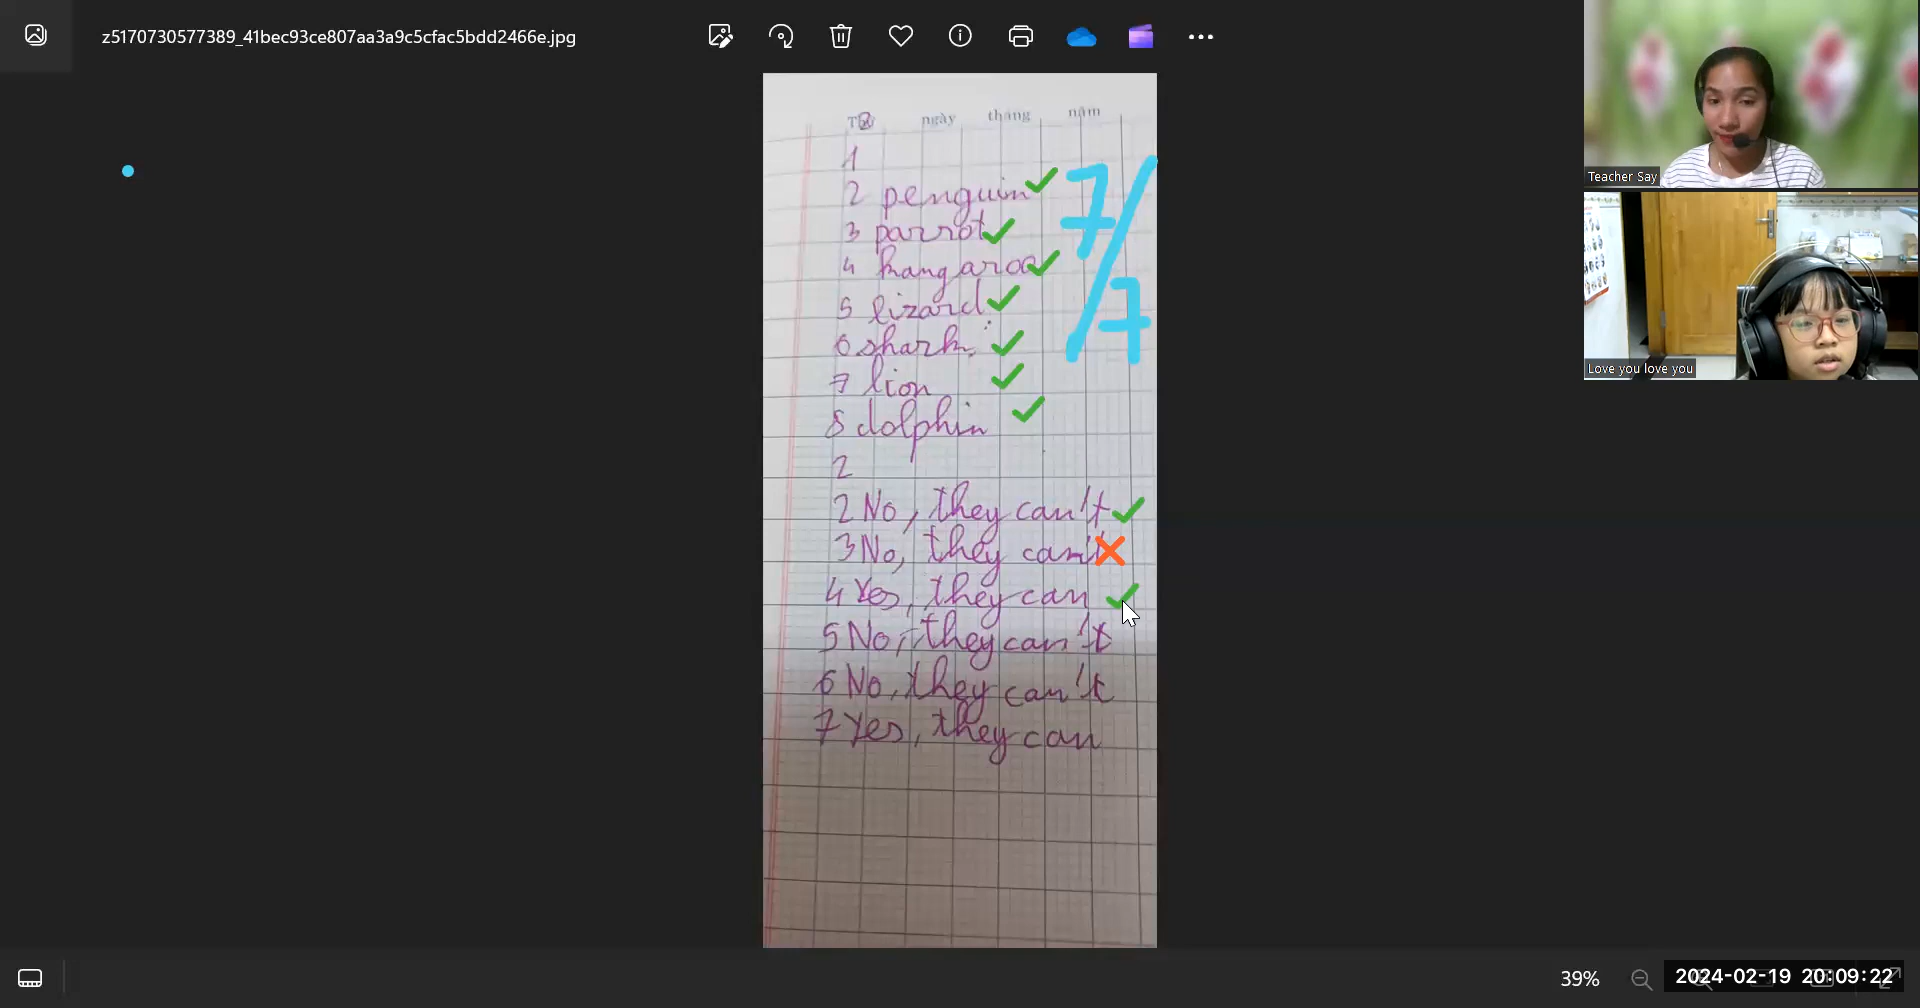 z5170730577389_41bec93ce807aa3a9c5cfac5bdd2466e.jpg
Thứ ngày tháng năm
1
2 penguin
3 parrot
4 kangaroo
5 lizard
6 shark
7 lion
8 dolphin
7/7
2
2 No, they can't
3 No, they can't
4 Yes, they can
5 No, they can't
6 No, they can't
7 Yes, they can
Teacher Say
Love you love you
39%
2024-02-19 20:09:22